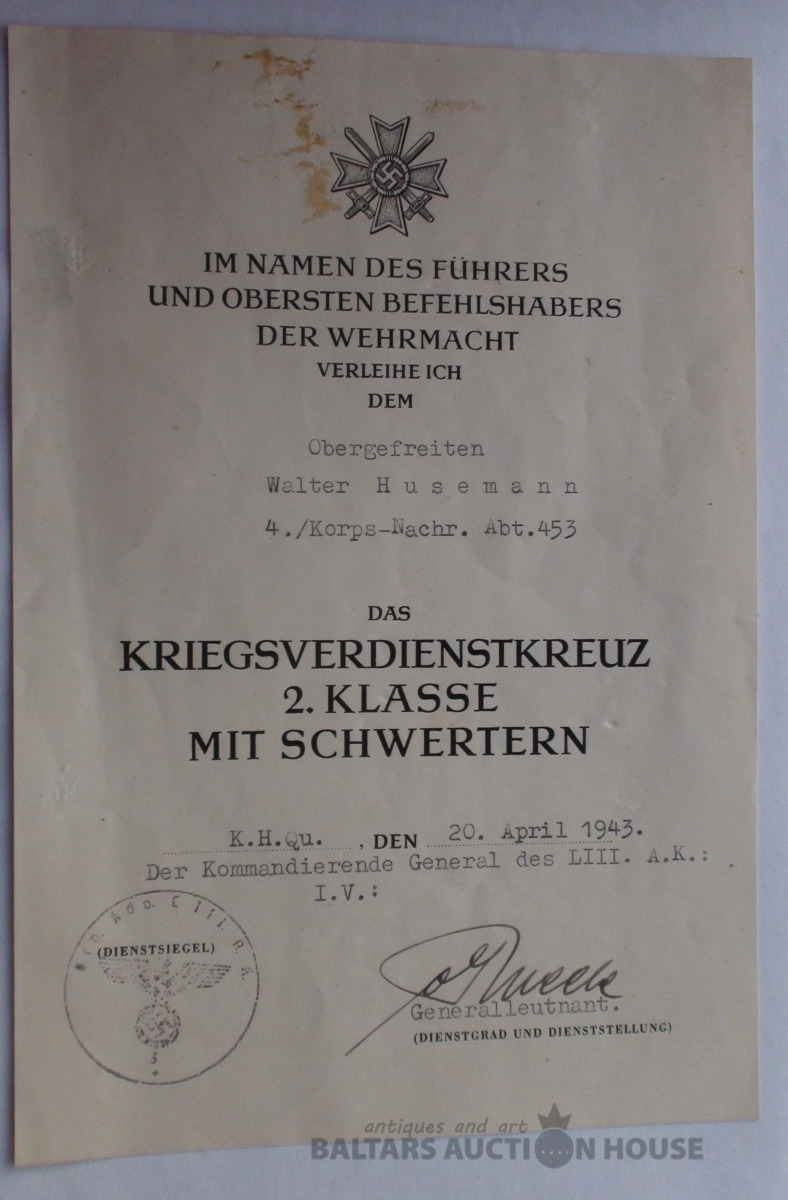 IM NAMEN DES FÜHRERS
UND OBERSTEN BEFEHLSHABERS
DER WEHRMACHT
VERLEIHE ICH
DEM
Obergefreiten
Walter H u s e m a n n
4./Korps-Nachr. Abt.453
DAS
KRIEGSVERDIENSTKREUZ
2. KLASSE
MIT SCHWERTERN
K.H.Qu. , DEN 20. April 1943.
Der Kommandierende General des LIII. A.K.:
I.V.:
(DIENSTSIEGEL)
Generalleutnant.
(DIENSTGRAD UND DIENSTSTELLUNG)
antiques and art
BALTARS AUCTION HOUSE